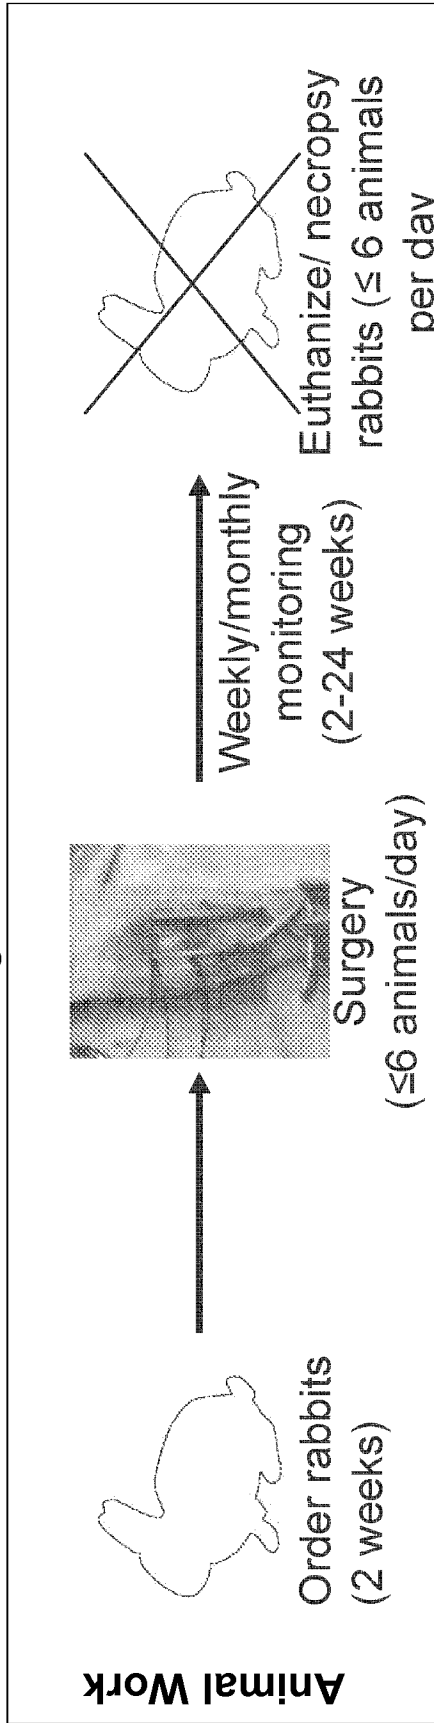 Animal Work
Order rabbits
(2 weeks)
Surgery
(≤6 animals/day)
Weekly/monthly
monitoring
(2-24 weeks)
Euthanize/ necropsy
rabbits (≤ 6 animals
per day